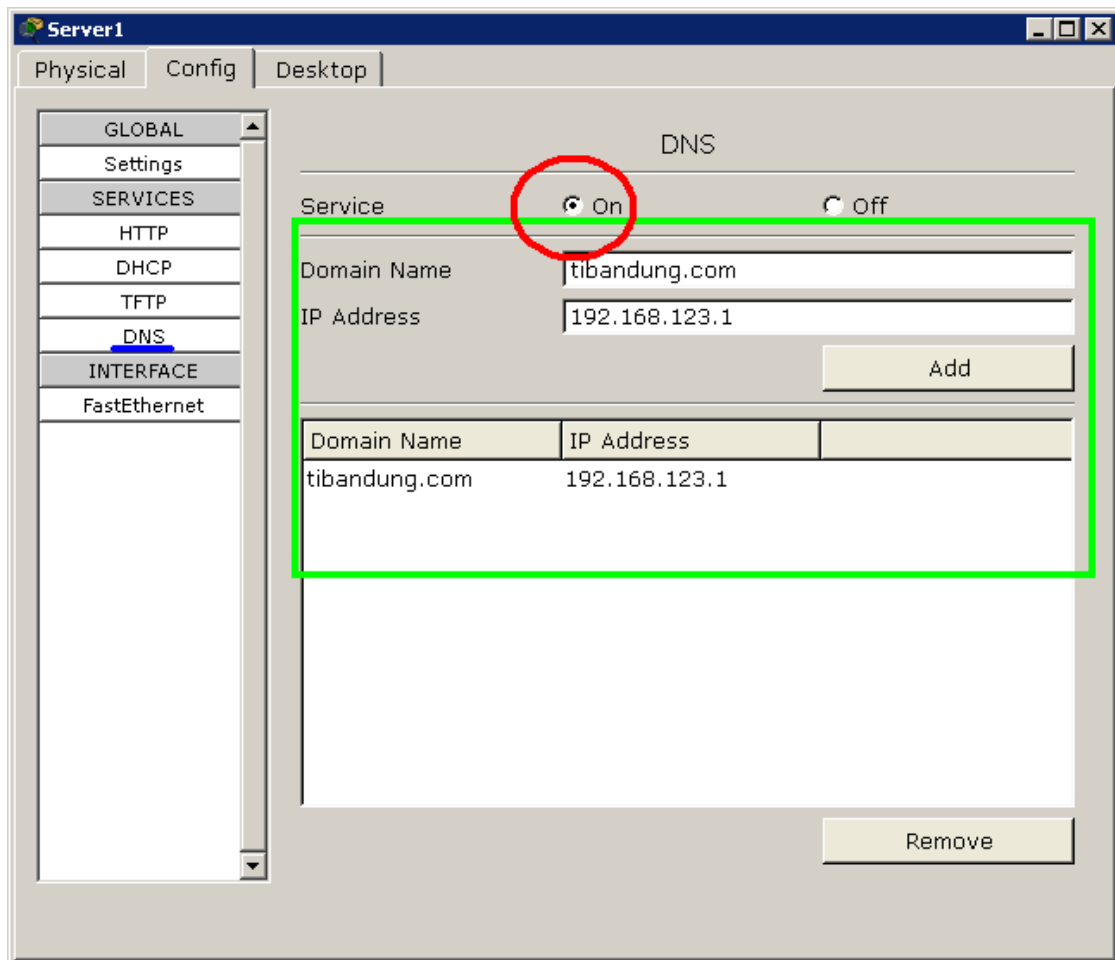 Server1
Physical Config Desktop
GLOBAL
Settings
SERVICES
HTTP
DHCP
TFTP
DNS
INTERFACE
FastEthernet
DNS
Service On Off
Domain Name tibandung.com
IP Address 192.168.123.1
Add
Domain Name IP Address
tibandung.com 192.168.123.1
Remove